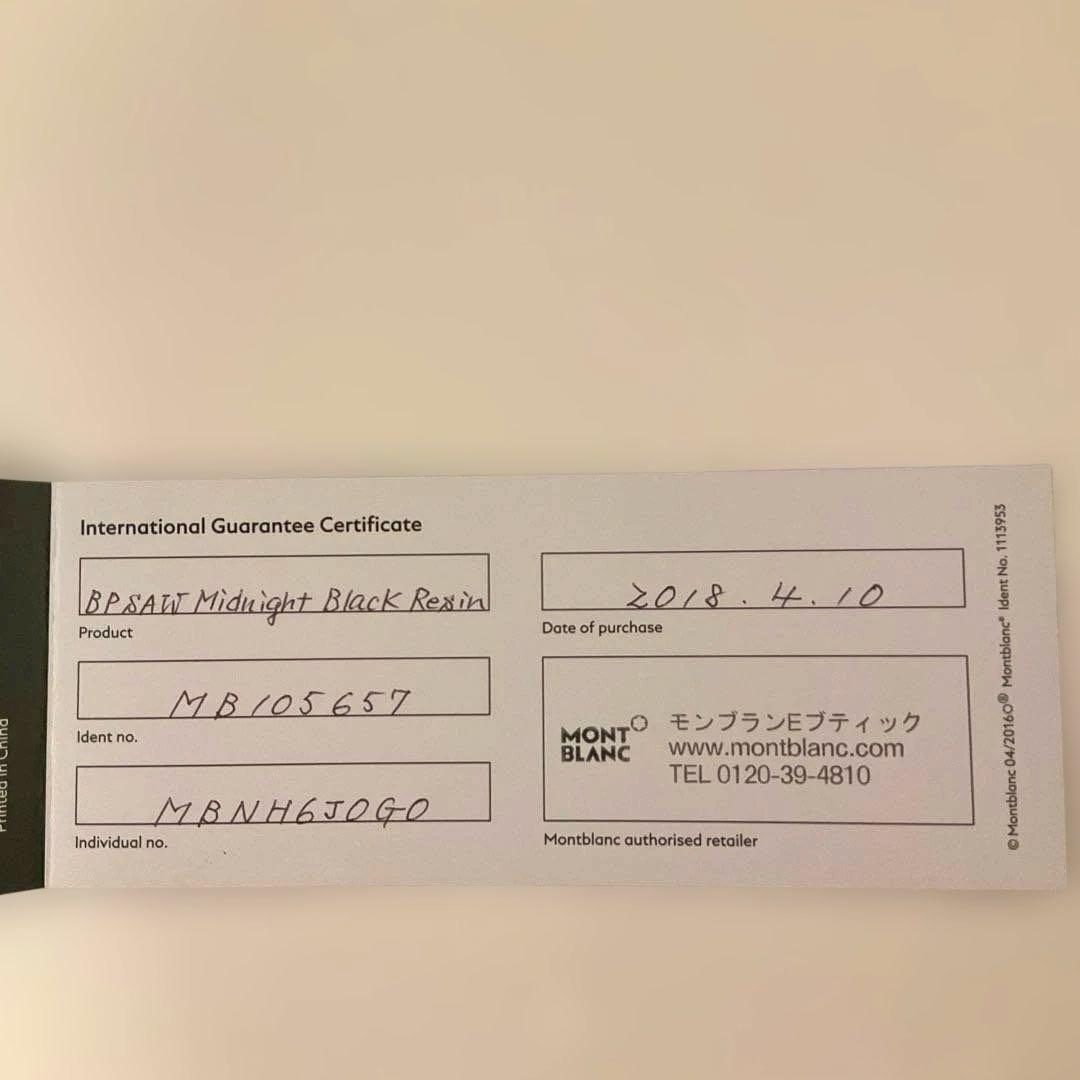 International Guarantee Certificate
BPSAW Midnight Black Resin
Product
MB105657
Ident no.
MBNH6J0G0
Individual no.
2018.4.10
Date of purchase
MONT
BLANC
モンブランEブティック
www.montblanc.com
TEL 0120-39-4810
Montblanc authorised retailer
© Montblanc 04/2016O® Montblanc® Ident No. 1113953
Printed in China